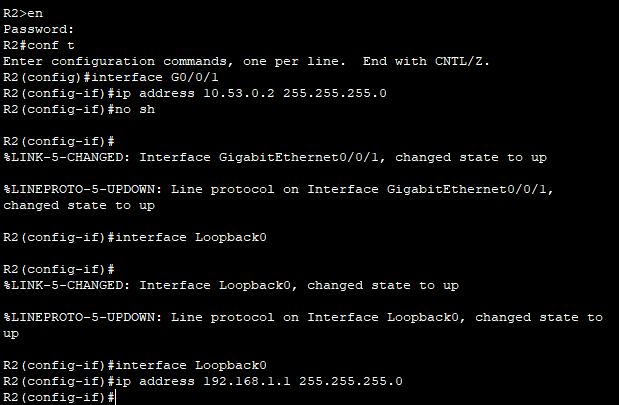 R2>en
Password:
R2#conf t
Enter configuration commands, one per line.  End with CNTL/Z.
R2(config)#interface G0/0/1
R2(config-if)#ip address 10.53.0.2 255.255.255.0
R2(config-if)#no sh
R2(config-if)#
%LINK-5-CHANGED: Interface GigabitEthernet0/0/1, changed state to up
%LINEPROTO-5-UPDOWN: Line protocol on Interface GigabitEthernet0/0/1,
changed state to up
R2(config-if)#interface Loopback0
R2(config-if)#
%LINK-5-CHANGED: Interface Loopback0, changed state to up
%LINEPROTO-5-UPDOWN: Line protocol on Interface Loopback0, changed state to
up
R2(config-if)#interface Loopback0
R2(config-if)#ip address 192.168.1.1 255.255.255.0
R2(config-if)#